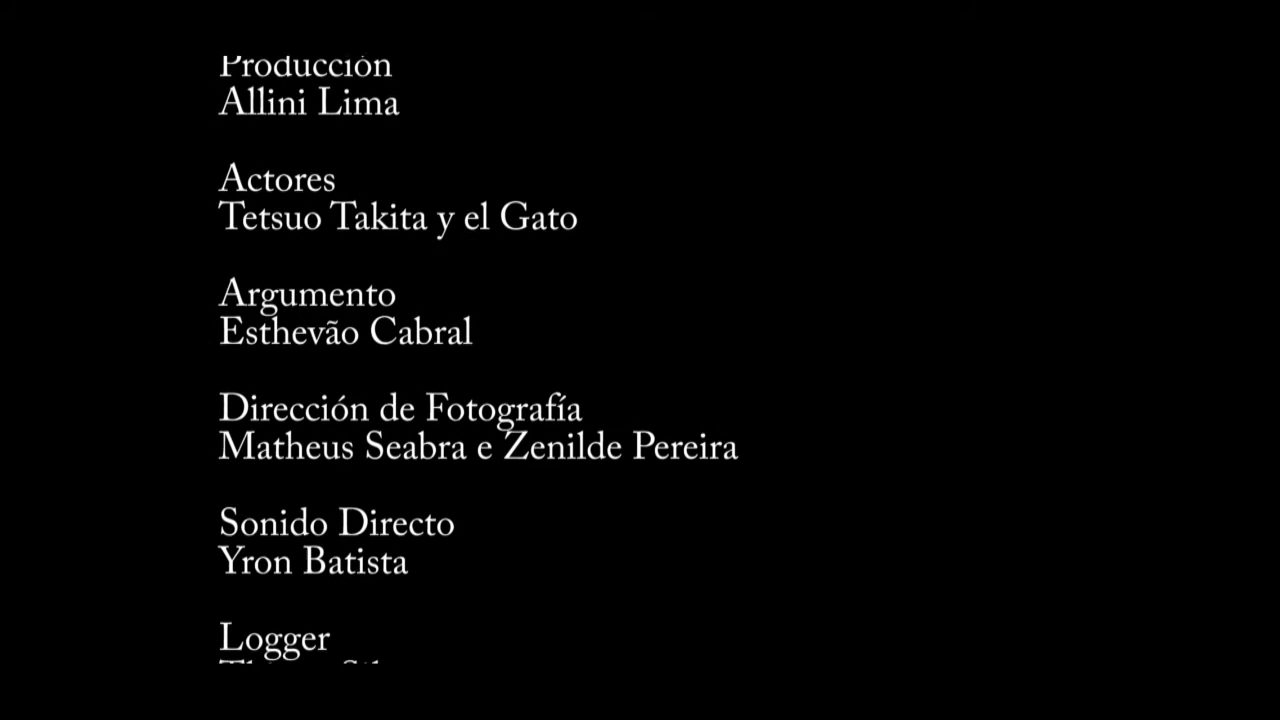 Producción
Allini Lima
Actores
Tetsuo Takita y el Gato
Argumento
Esthevão Cabral
Dirección de Fotografía
Matheus Seabra e Zenilde Pereira
Sonido Directo
Yron Batista
Logger